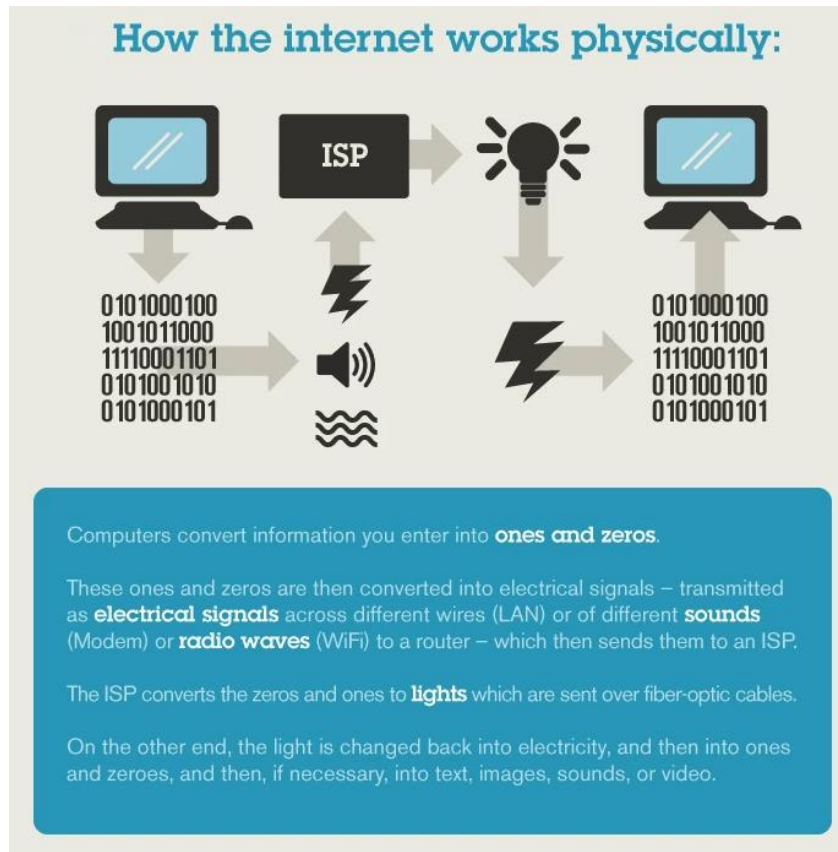 How the internet works physically:
ISP
0101000100
1001011000
11110001101
0101001010
0101000101
0101000100
1001011000
11110001101
0101001010
0101000101
Computers convert information you enter into ones and zeros.
These ones and zeros are then converted into electrical signals – transmitted
as electrical signals across different wires (LAN) or of different sounds
(Modem) or radio waves (WiFi) to a router – which then sends them to an ISP.
The ISP converts the zeros and ones to lights which are sent over fiber-optic cables.
On the other end, the light is changed back into electricity, and then into ones
and zeroes, and then, if necessary, into text, images, sounds, or video.